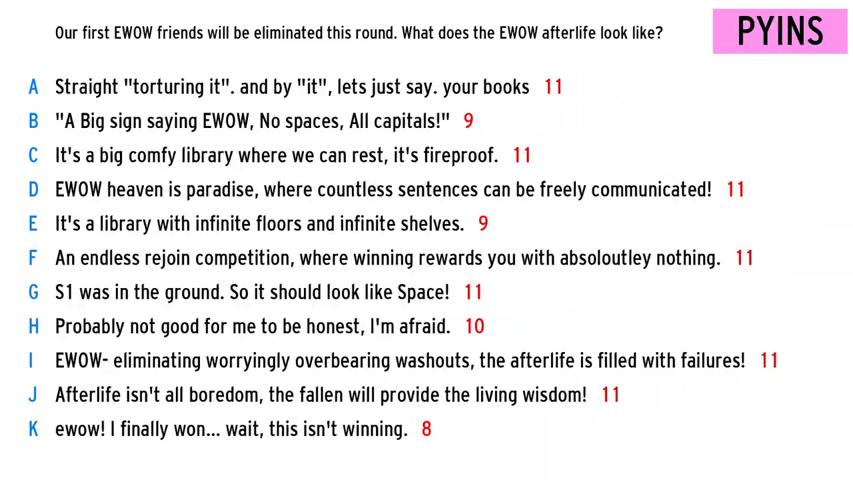 Our first EWOW friends will be eliminated this round. What does the EWOW afterlife look like?
PYINS
A Straight "torturing it". and by "it", lets just say. your books 11
B "A Big sign saying EWOW, No spaces, All capitals!" 9
C It's a big comfy library where we can rest, it's fireproof. 11
D EWOW heaven is paradise, where countless sentences can be freely communicated! 11
E It's a library with infinite floors and infinite shelves. 9
F An endless rejoin competition, where winning rewards you with absoloutley nothing. 11
G S1 was in the ground. So it should look like Space! 11
H Probably not good for me to be honest, I'm afraid. 10
I EWOW- eliminating worryingly overbearing washouts, the afterlife is filled with failures! 11
J Afterlife isn't all boredom, the fallen will provide the living wisdom! 11
K ewow! I finally won... wait, this isn't winning. 8